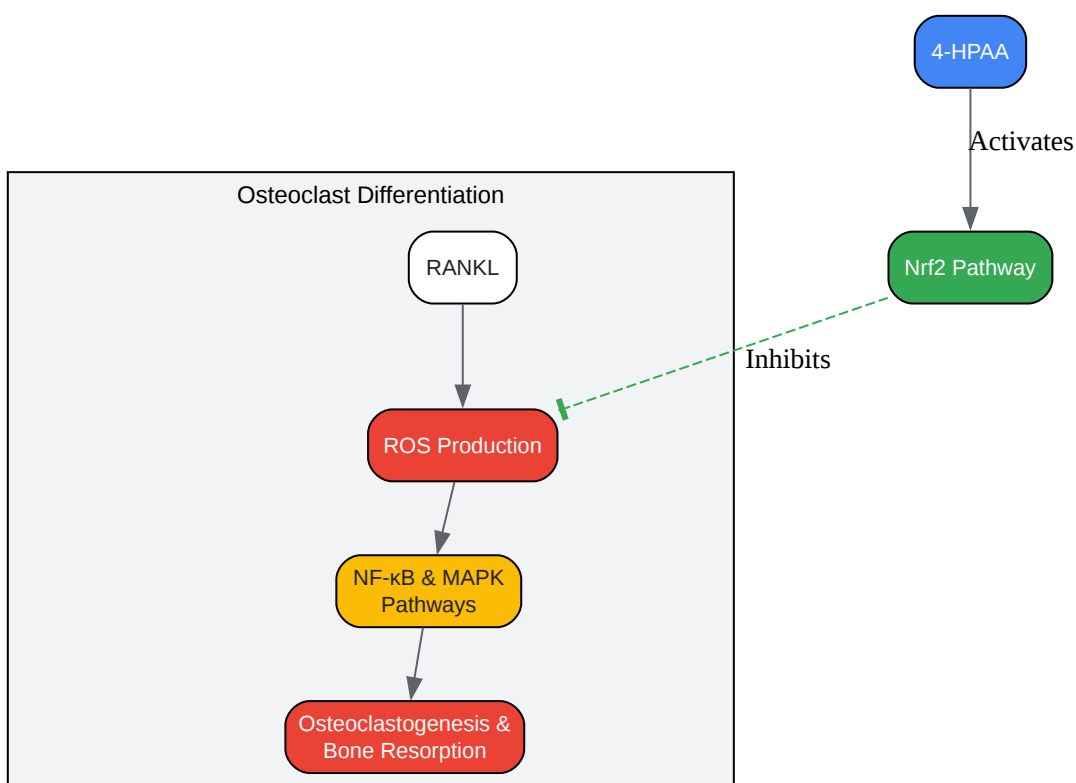 4-HPAA
Activates
Osteoclast Differentiation
RANKL
Nrf2 Pathway
Inhibits
ROS Production
NF-κB & MAPK
Pathways
Osteoclastogenesis &
Bone Resorption